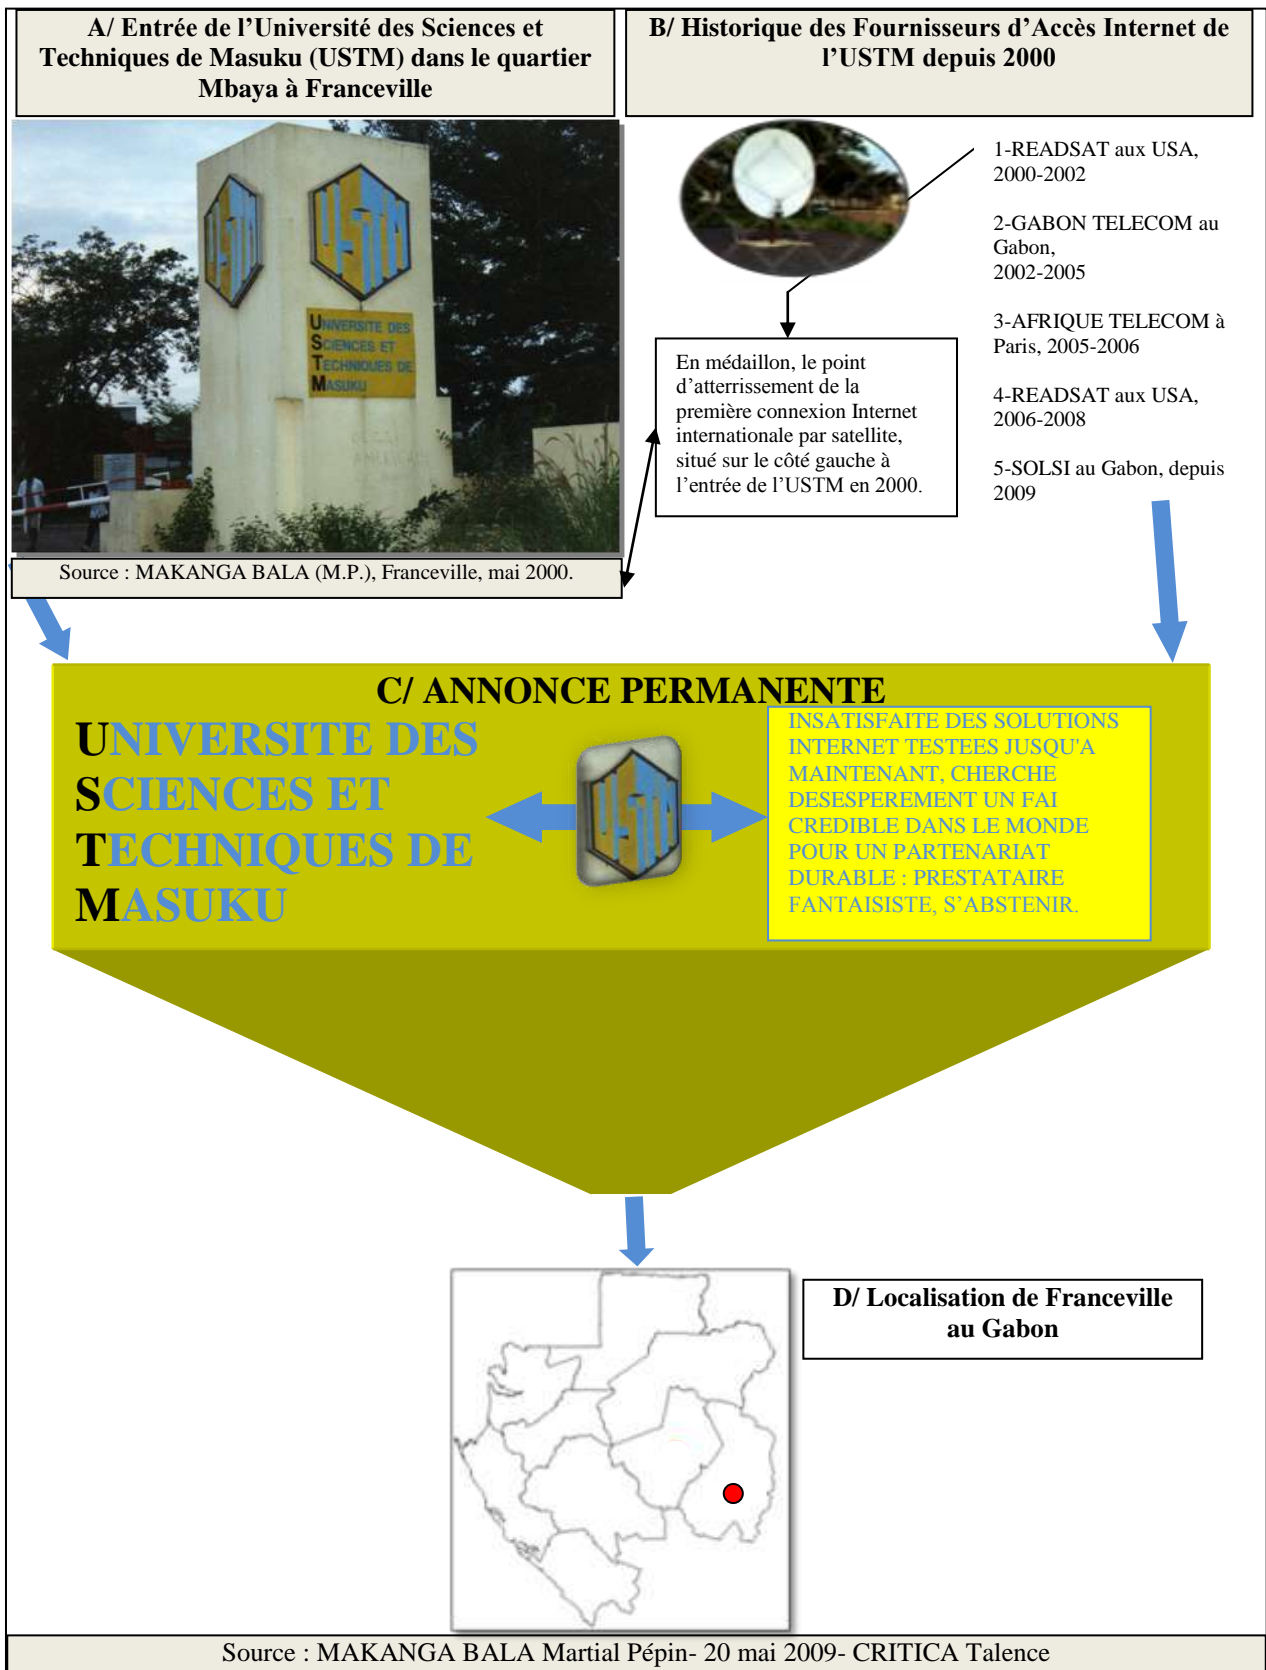 A/ Entrée de l’Université des Sciences et
Techniques de Masuku (USTM) dans le quartier
Mbaya à Franceville
B/ Historique des Fournisseurs d’Accès Internet de
l’USTM depuis 2000
USTM
USTM
UNIVERSITE DES
SCIENCES ET
TECHNIQUES DE
MASUKU
Source : MAKANGA BALA (M.P.), Franceville, mai 2000.
En médaillon, le point
d’atterrissement de la
première connexion Internet
internationale par satellite,
situé sur le côté gauche à
l’entrée de l’USTM en 2000.
1-READSAT aux USA,
2000-2002
2-GABON TELECOM au
Gabon,
2002-2005
3-AFRIQUE TELECOM à
Paris, 2005-2006
4-READSAT aux USA,
2006-2008
5-SOLSI au Gabon, depuis
2009
C/ ANNONCE PERMANENTE
UNIVERSITE DES
SCIENCES ET
TECHNIQUES DE
MASUKU
USTM
INSATISFAITE DES SOLUTIONS
INTERNET TESTEES JUSQU'A
MAINTENANT, CHERCHE
DESESPEREMENT UN FAI
CREDIBLE DANS LE MONDE
POUR UN PARTENARIAT
DURABLE : PRESTATAIRE
FANTAISISTE, S’ABSTENIR.
D/ Localisation de Franceville
au Gabon
Source : MAKANGA BALA Martial Pépin- 20 mai 2009- CRITICA Talence